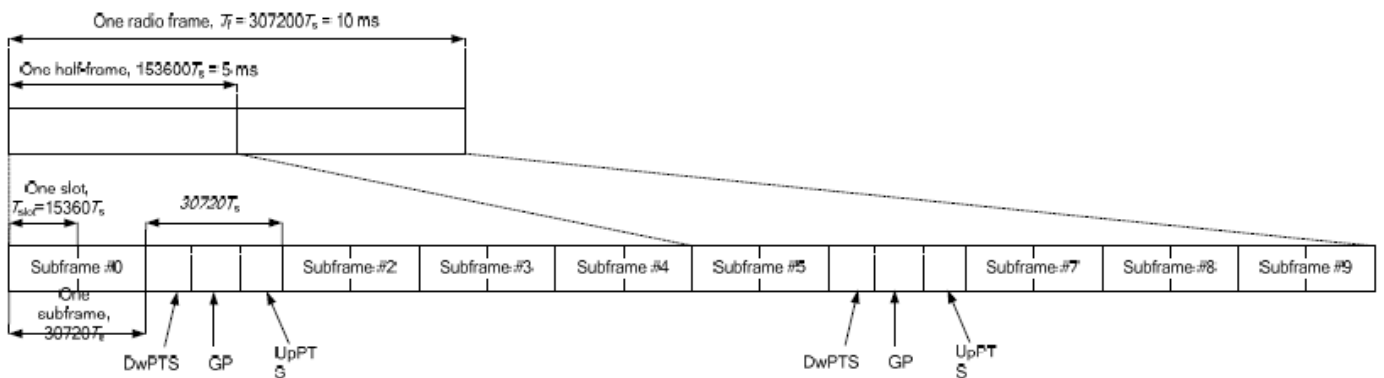 One radio frame, Tf = 307200Ts = 10 ms
One half-frame, 153600Ts = 5 ms
One slot,
Tslot=15360Ts
30720Ts
Subframe #0
Subframe #2
Subframe #3
Subframe #4
Subframe #5
Subframe #7
Subframe #8
Subframe #9
One
subframe,
30720Ts
DwPTS
GP
UpPT
S
DwPTS
GP
UpPT
S